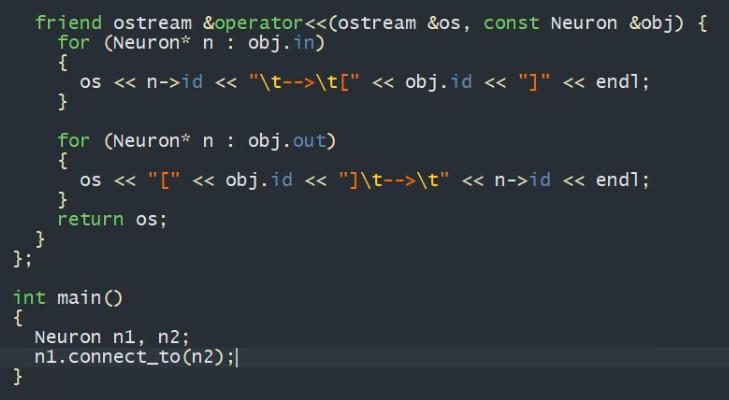 friend ostream &operator<<(ostream &os, const Neuron &obj) {
for (Neuron* n : obj.in)
{
os << n->id << "\t-->\t[" << obj.id << "]" << endl;
}
for (Neuron* n : obj.out)
{
os << "[" << obj.id << "]\t-->\t" << n->id << endl;
}
return os;
}
};
int main()
{
Neuron n1, n2;
n1.connect_to(n2);
}